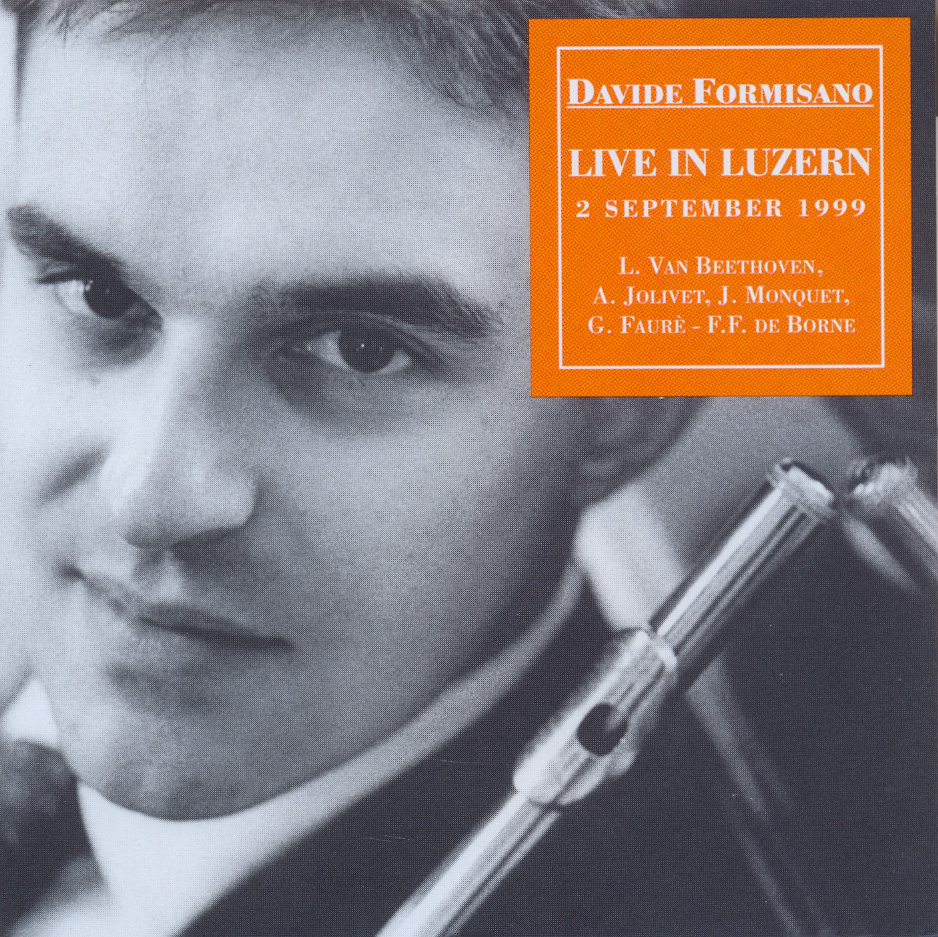 DAVIDE FORMISANO
LIVE IN LUZERN
2 SEPTEMBER 1999
L. VAN BEETHOVEN,
A. JOLIVET, J. MONQUET,
G. FAURÈ - F.F. DE BORNE